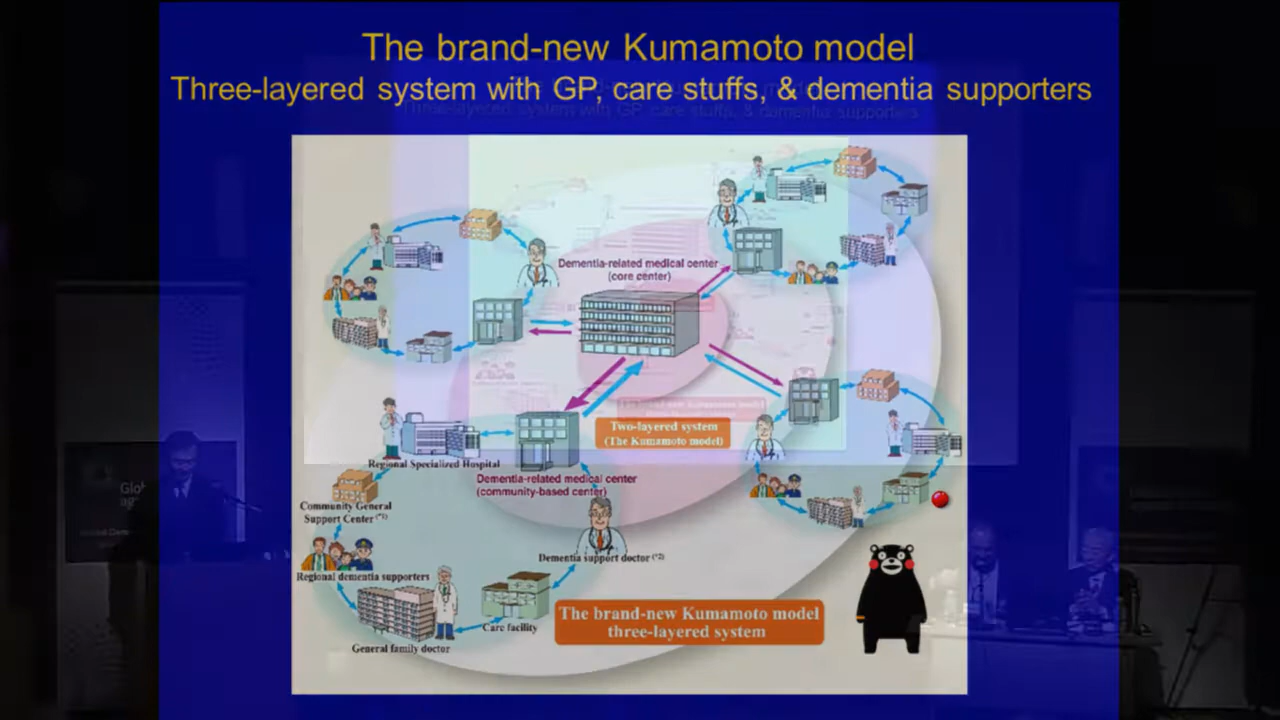 The brand-new Kumamoto model
Three-layered system with GP, care stuffs, & dementia supporters
Dementia-related medical center
(core center)
Two-layered system
(The Kumamoto model)
Regional Specialized Hospital
Dementia-related medical center
(community-based center)
Community General
Support Center (*1)
Dementia support doctor (*2)
Regional dementia supporters
Care facility
General family doctor
The brand-new Kumamoto model
three-layered system